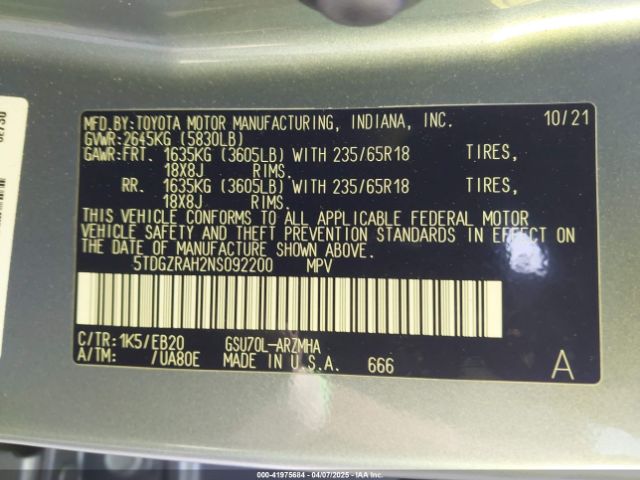 MFD.BY:TOYOTA MOTOR MANUFACTURING, INDIANA, INC. 10/21
GVWR:2645KG (5830LB)
GAWR:FRT. 1635KG (3605LB) WITH 235/65R18 TIRES,
18X8J RIMS.
RR. 1635KG (3605LB) WITH 235/65R18 TIRES,
18X8J RIMS.
THIS VEHICLE CONFORMS TO ALL APPLICABLE FEDERAL MOTOR
VEHICLE SAFETY AND THEFT PREVENTION STANDARDS IN EFFECT ON
THE DATE OF MANUFACTURE SHOWN ABOVE.
5TDGZRAH2NS092200 MPV
C/TR:1K5/EB20 GSU70L-ARZMHA
A/TM: /UA80E MADE IN U.S.A. 666 A
000-41975684 - 04/07/2025 - IAAI.com